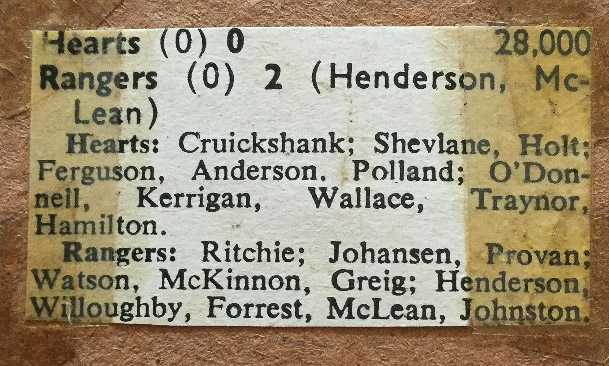 Hearts (0) 0 28,000
Rangers (0) 2 (Henderson, Mc-
Lean)
Hearts: Cruickshank; Shevlane, Holt;
Ferguson, Anderson, Polland; O'Don-
nell, Kerrigan, Wallace, Traynor,
Hamilton.
Rangers: Ritchie; Johansen, Provan;
Watson, McKinnon, Greig; Henderson,
Willoughby, Forrest, McLean, Johnston.